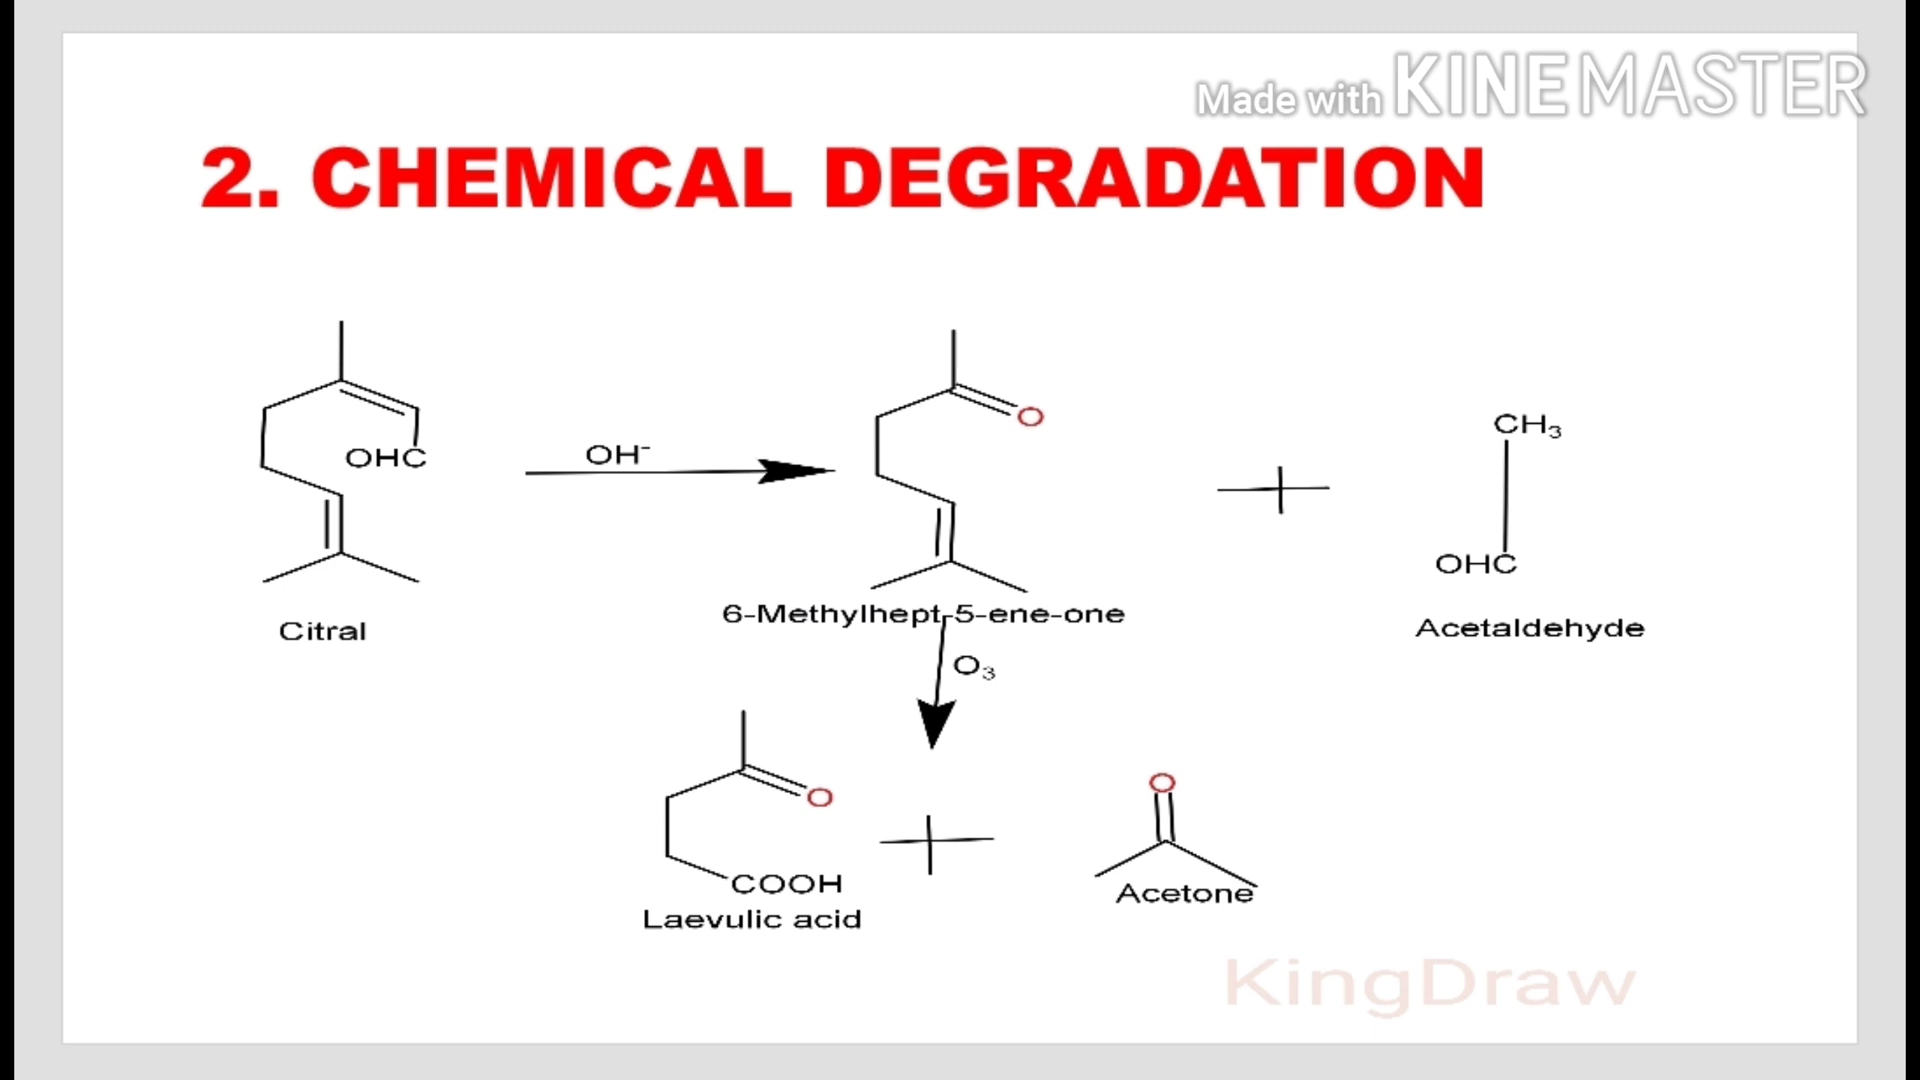 Made with KINEMASTER
2. CHEMICAL DEGRADATION
OHC
Citral
OH⁻
O
6-Methylhept-5-ene-one
CH₃
OHC
Acetaldehyde
O₃
O
COOH
Laevulic acid
O
Acetone
KingDraw